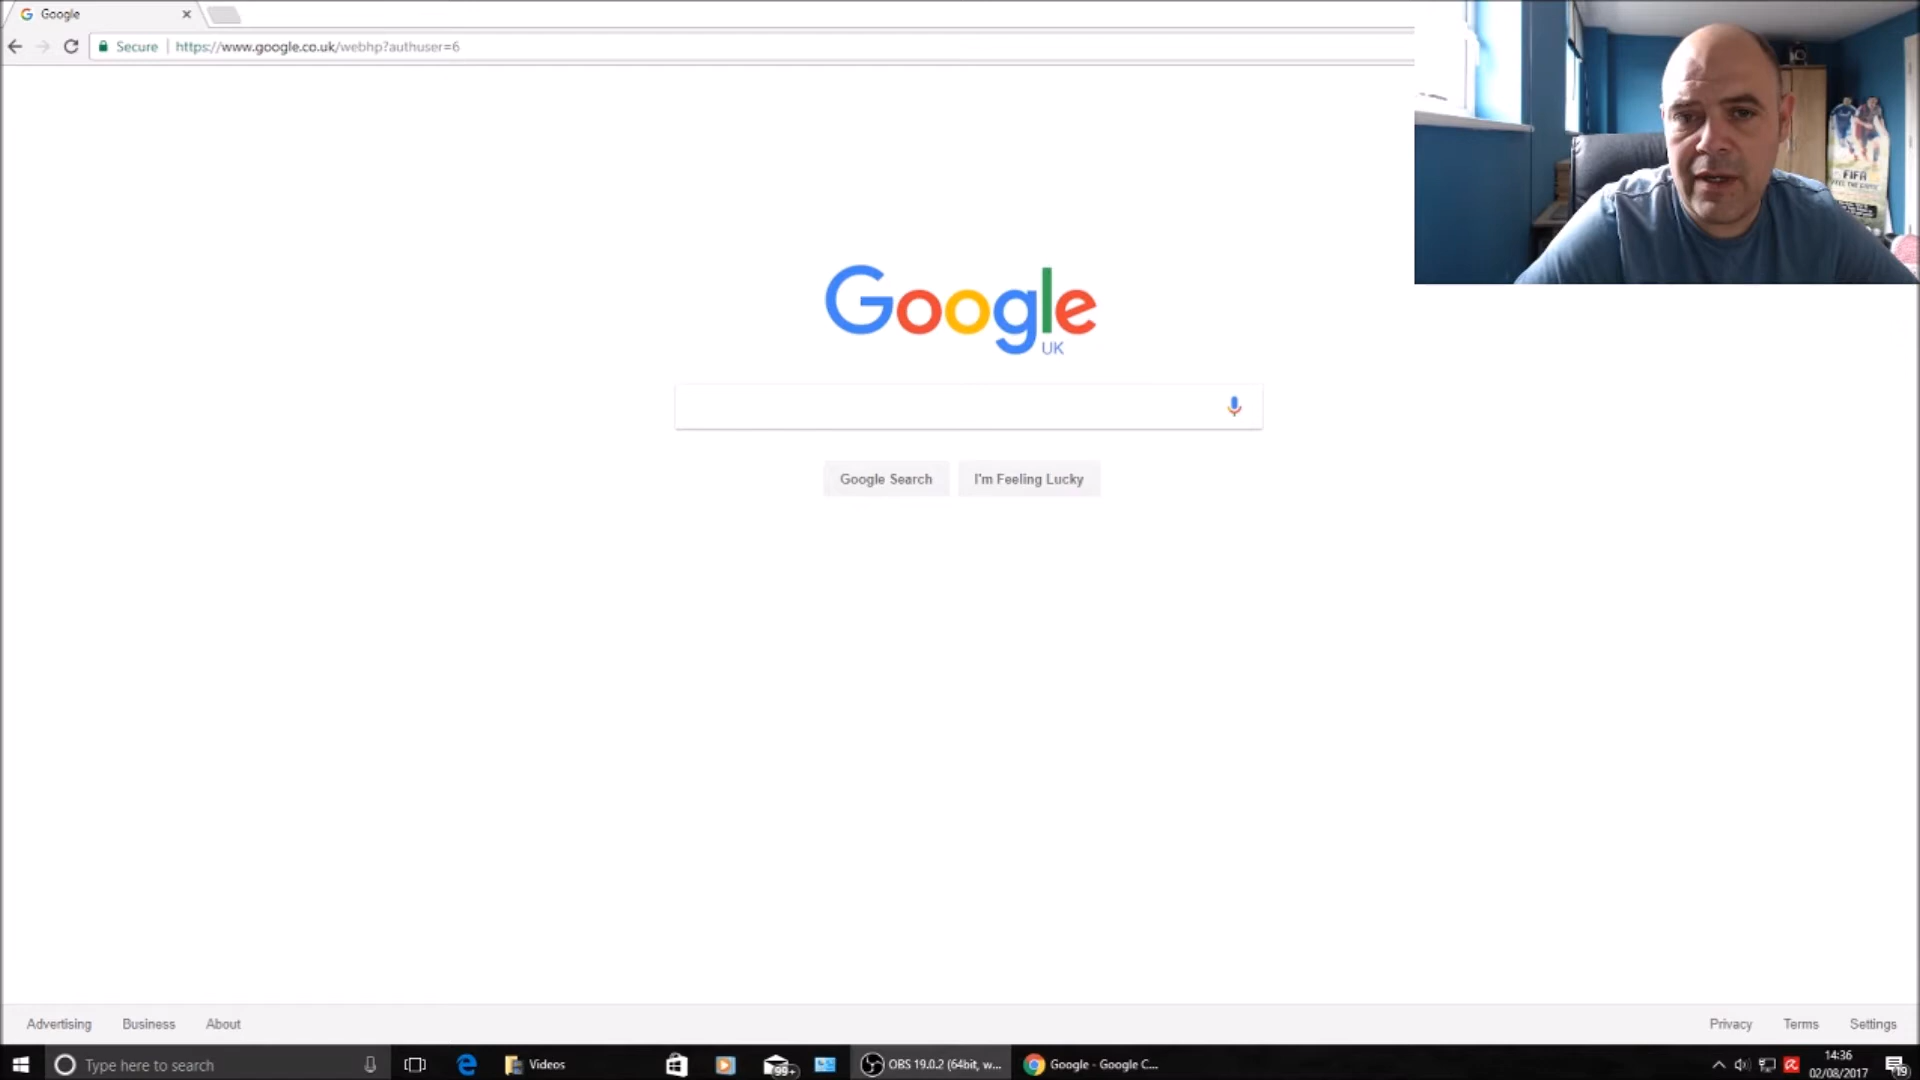 Google
Secure
https://www.google.co.uk/webhp?authuser=6
FIFA
Google
UK
Google Search
I'm Feeling Lucky
Advertising
Business
About
Privacy
Terms
Settings
Type here to search
Videos
99+
OBS 19.0.2 (64bit, w...
Google - Google C...
14:36
02/08/2017
19